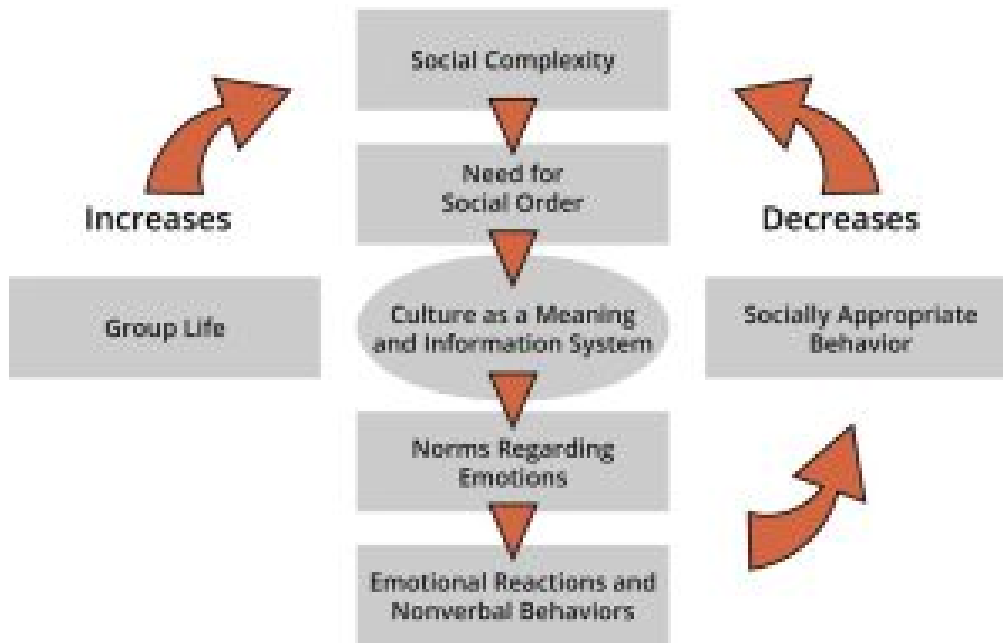 Social Complexity
Need for
Social Order
Increases
Decreases
Group Life
Culture as a Meaning
and Information System
Socially Appropriate
Behavior
Norms Regarding
Emotions
Emotional Reactions and
Nonverbal Behaviors